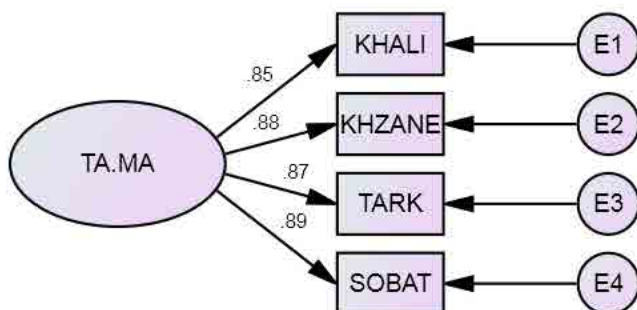 KHALI
E1
.85
.88
KHZANE
E2
TA.MA
.87
TARK
E3
.89
SOBAT
E4